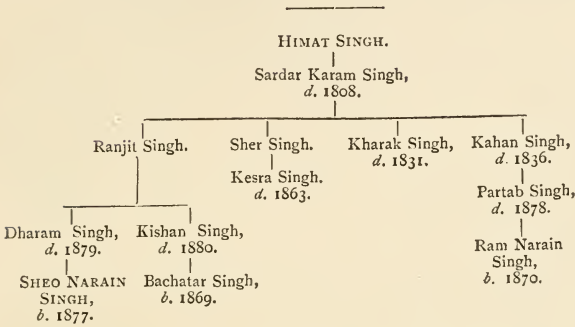 HIMAT SINGH.
Sardar Karam Singh,
d. 1808.
Ranjit Singh. Sher Singh. Kharak Singh, Kahan Singh,
d. 1831. d. 1836.
Kesra Singh. Partab Singh,
d. 1863. d. 1878.
Dharam Singh, Kishan Singh, Ram Narain
d. 1879. d. 1880. Singh,
SHEO NARAIN Bachatar Singh, b. 1870.
SINGH, b. 1869.
b. 1877.